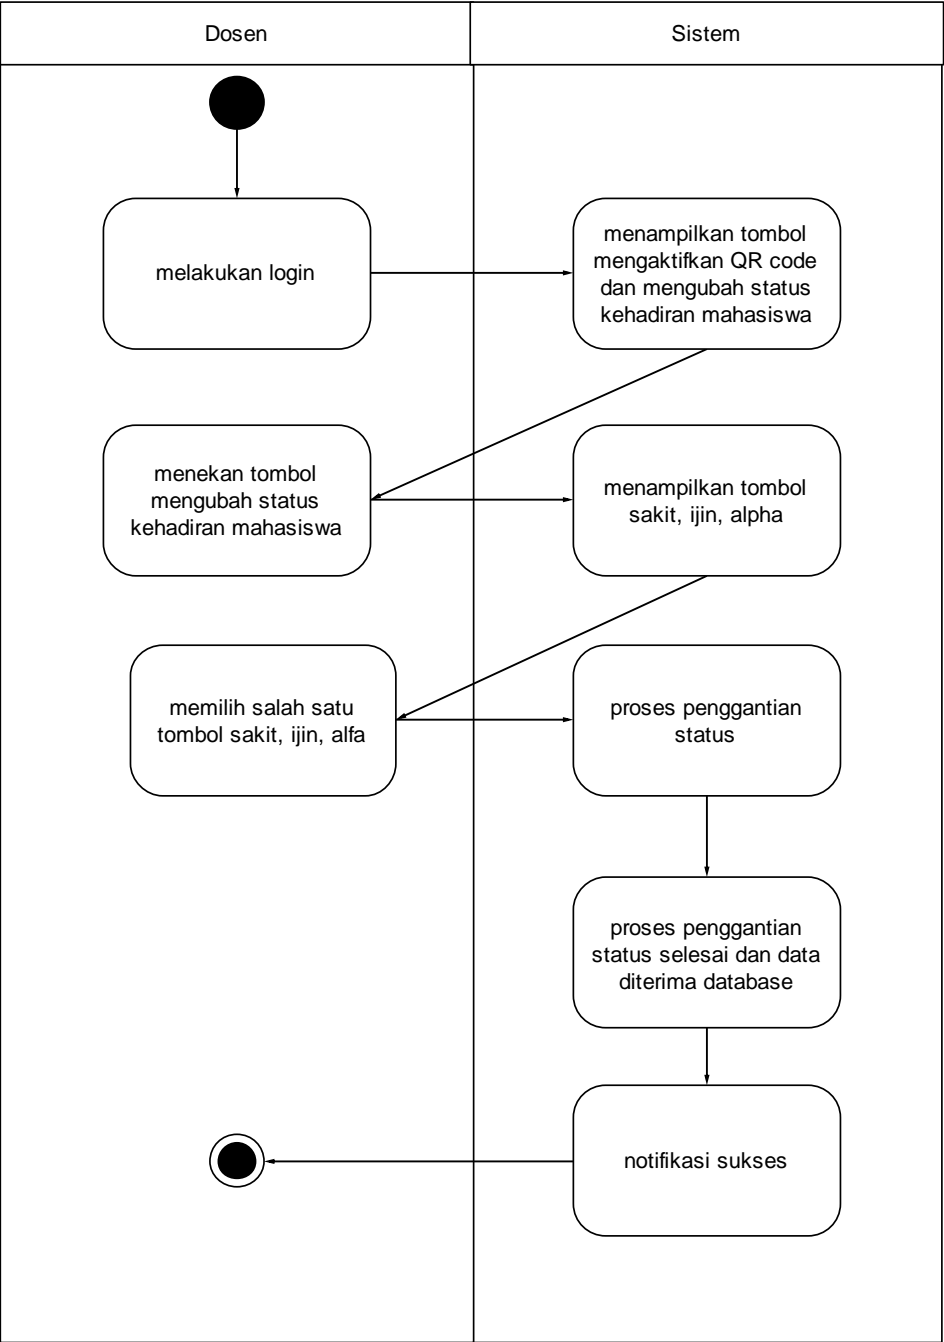 Dosen
Sistem
melakukan login
menampilkan tombol
mengaktifkan QR code
dan mengubah status
kehadiran mahasiswa
menekan tombol
mengubah status
kehadiran mahasiswa
menampilkan tombol
sakit, ijin, alpha
memilih salah satu
tombol sakit, ijin, alfa
proses penggantian
status
proses penggantian
status selesai dan data
diterima database
notifikasi sukses